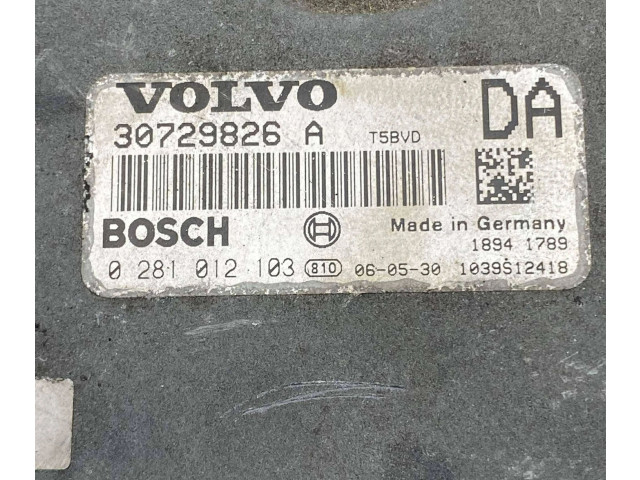 VOLVO DA
30729826 A T5BVD
BOSCH Made in Germany
1894 1789
0 281 012 103 810 06-05-30 1039S12418